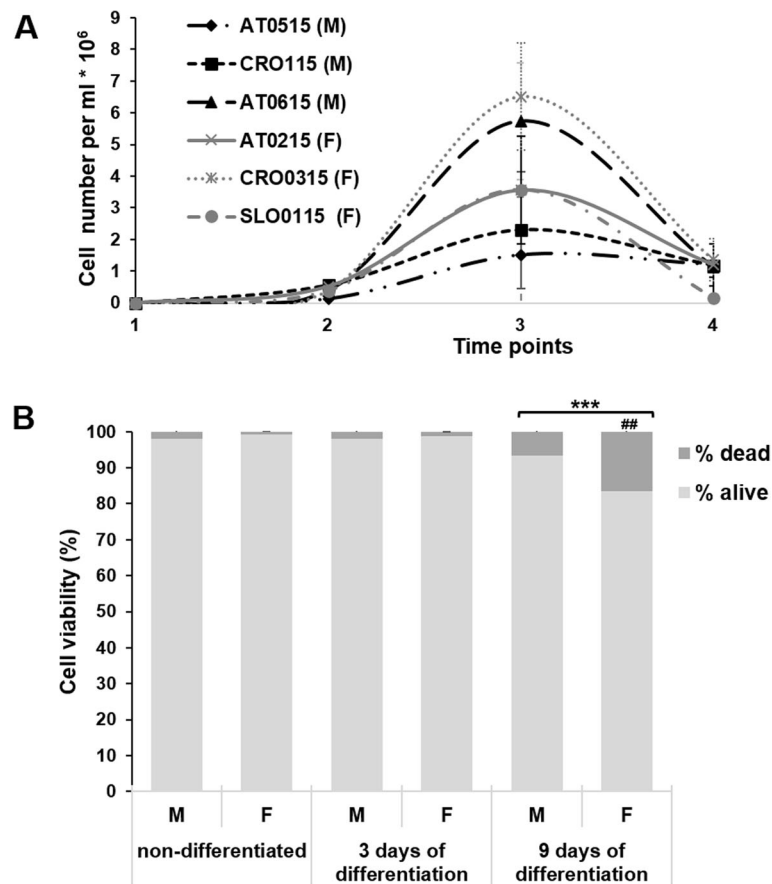 A
9
8
7
6
5
4
3
2
1
0
Cell number per ml * 10⁶
AT0515 (M)
CRO115 (M)
AT0615 (M)
AT0215 (F)
CRO0315 (F)
SLO0115 (F)
1 2 3 4
Time points
B
***
##
100
90
80
70
60
50
40
30
20
10
0
Cell viability (%)
% dead
% alive
M F M F M F
non-differentiated
3 days of
differentiation
9 days of
differentiation